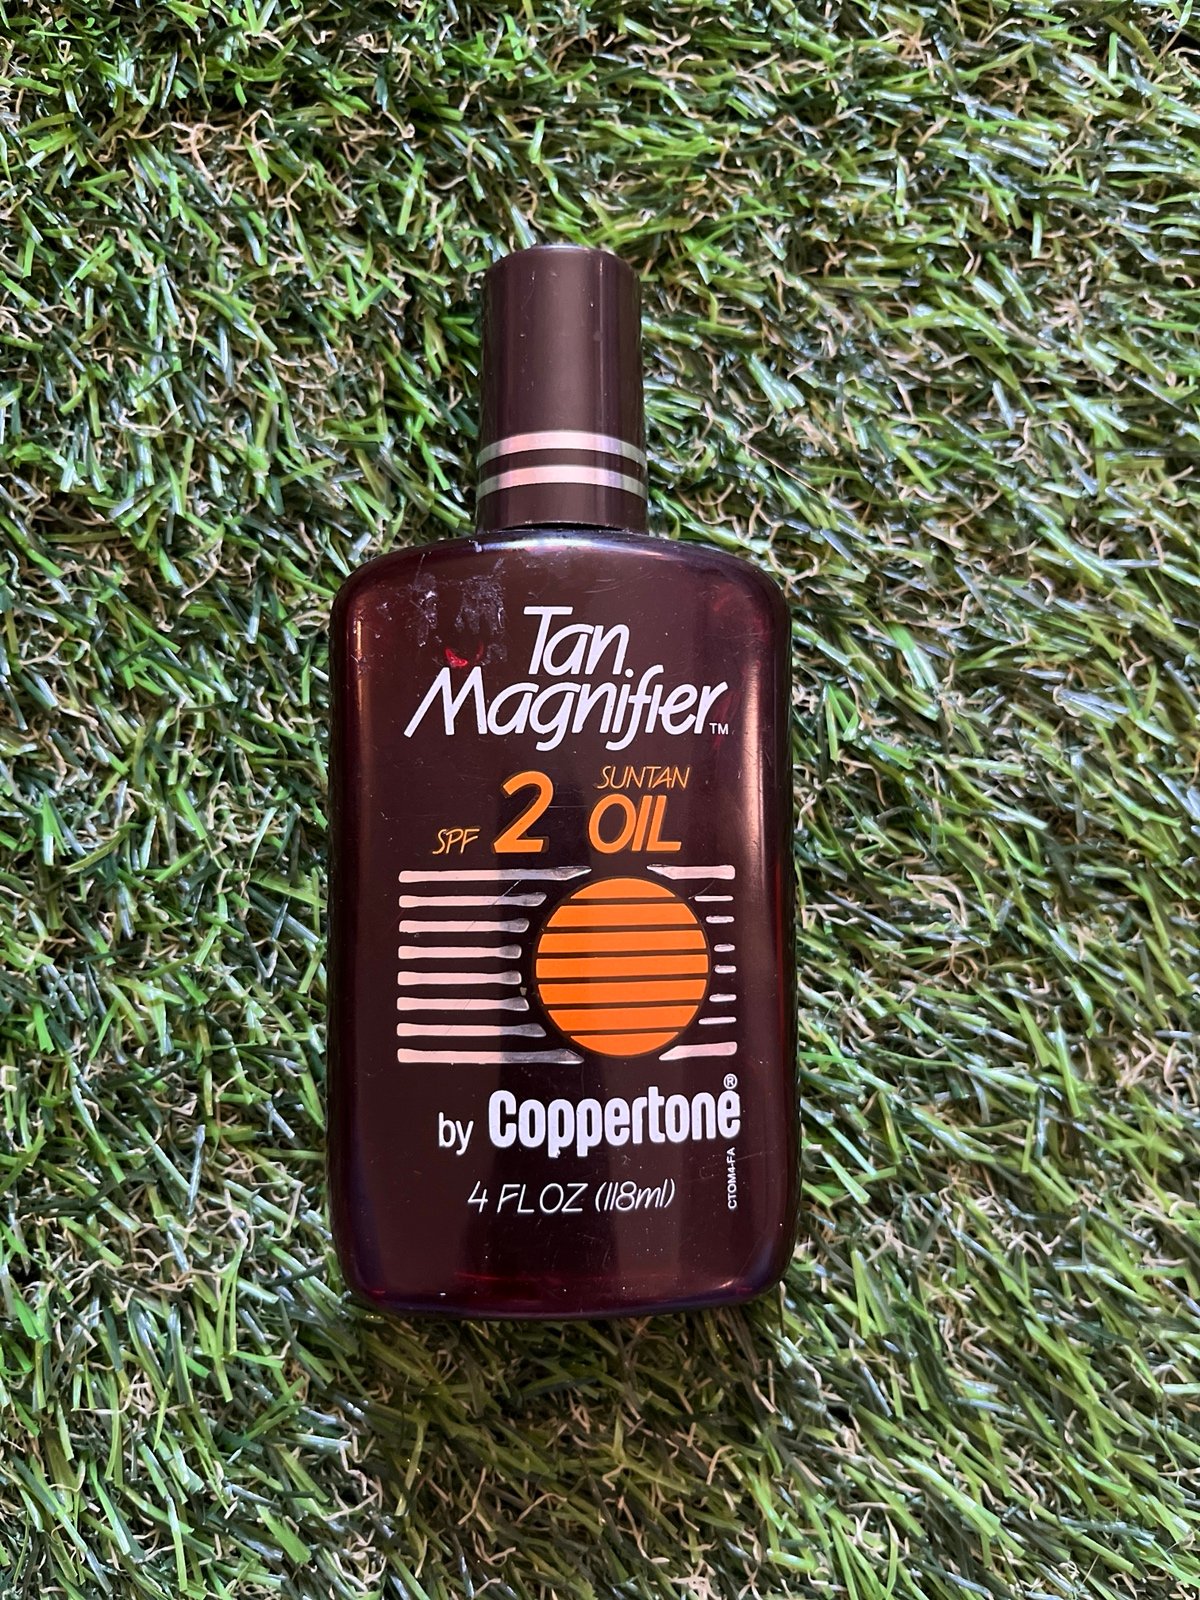 Tan
Magnifier™
SPF 2 SUNTAN OIL
by Coppertone®
CTOM4-FA
4 FL OZ (118ml)